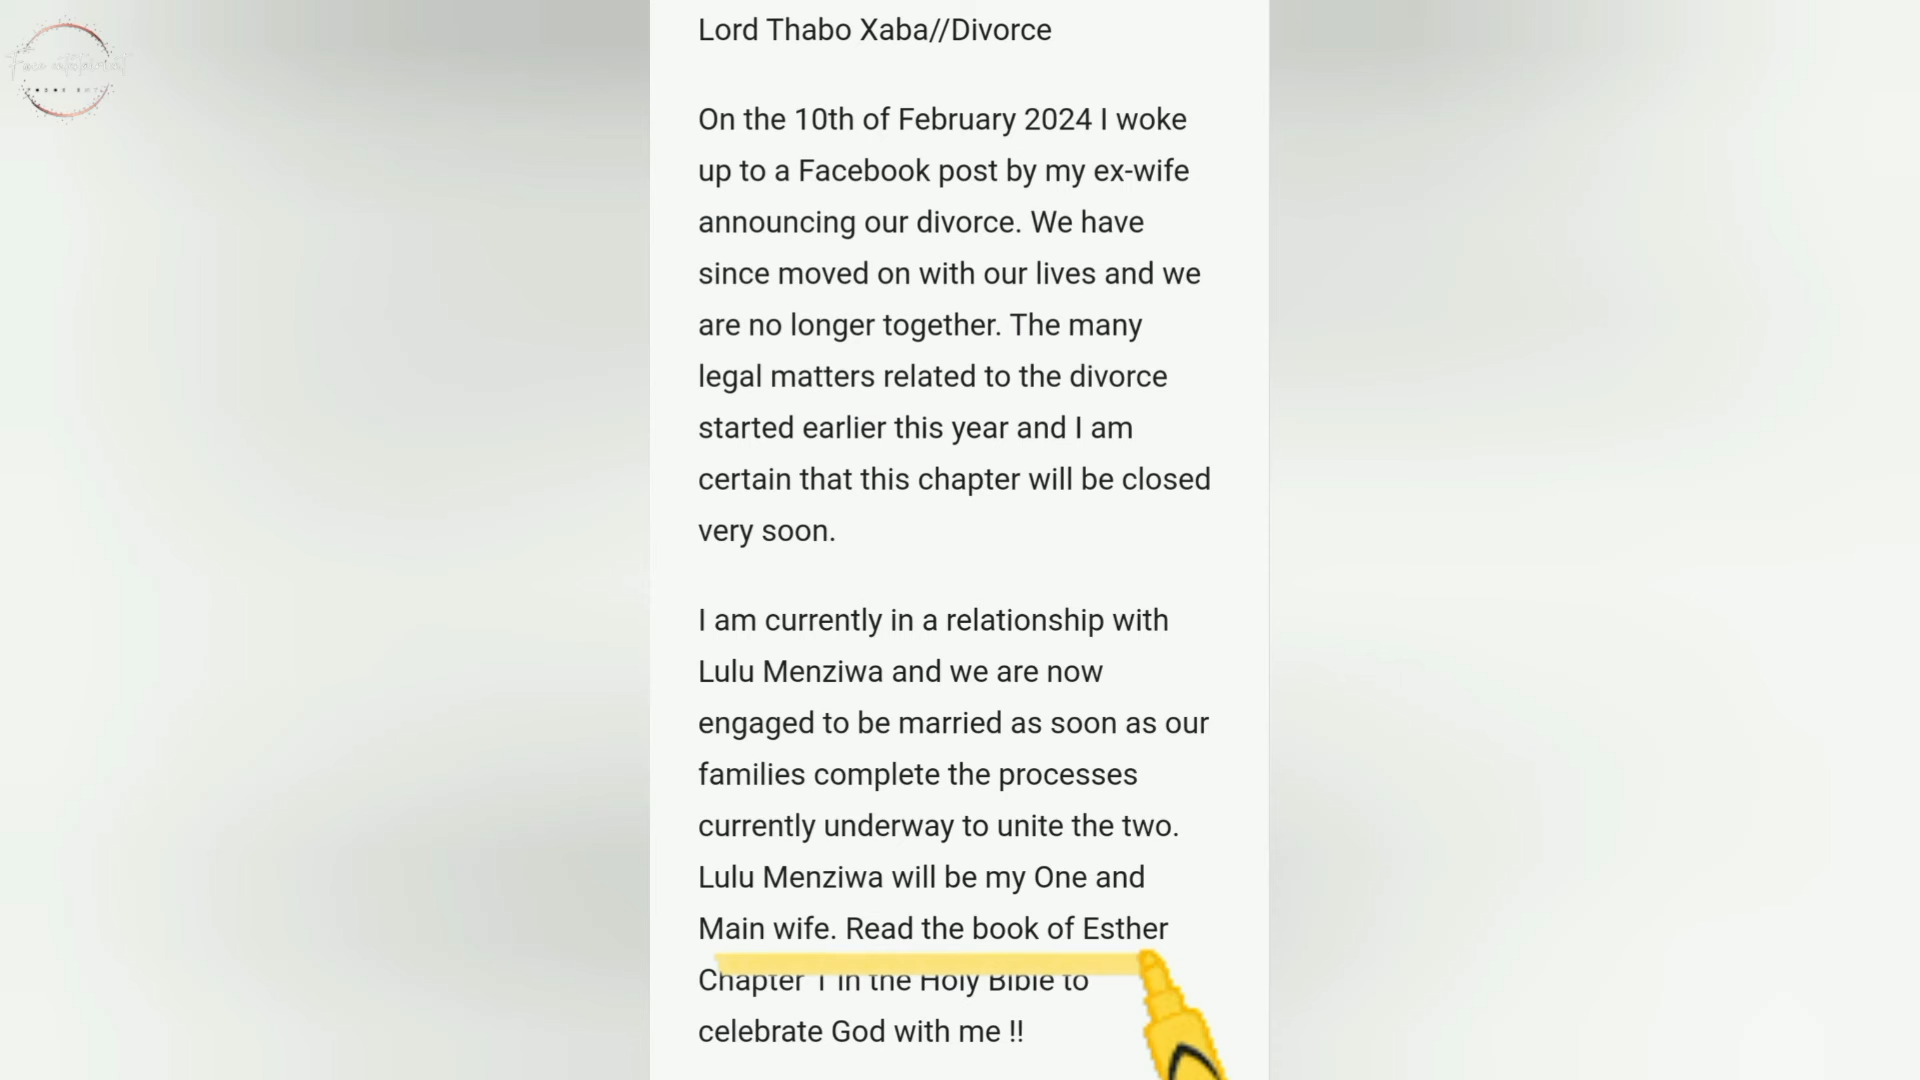 Lord Thabo Xaba//Divorce
On the 10th of February 2024 I woke
up to a Facebook post by my ex-wife
announcing our divorce. We have
since moved on with our lives and we
are no longer together. The many
legal matters related to the divorce
started earlier this year and I am
certain that this chapter will be closed
very soon.
I am currently in a relationship with
Lulu Menziwa and we are now
engaged to be married as soon as our
families complete the processes
currently underway to unite the two.
Lulu Menziwa will be my One and
Main wife. Read the book of Esther
Chapter 1 in the Holy Bible to
celebrate God with me !!